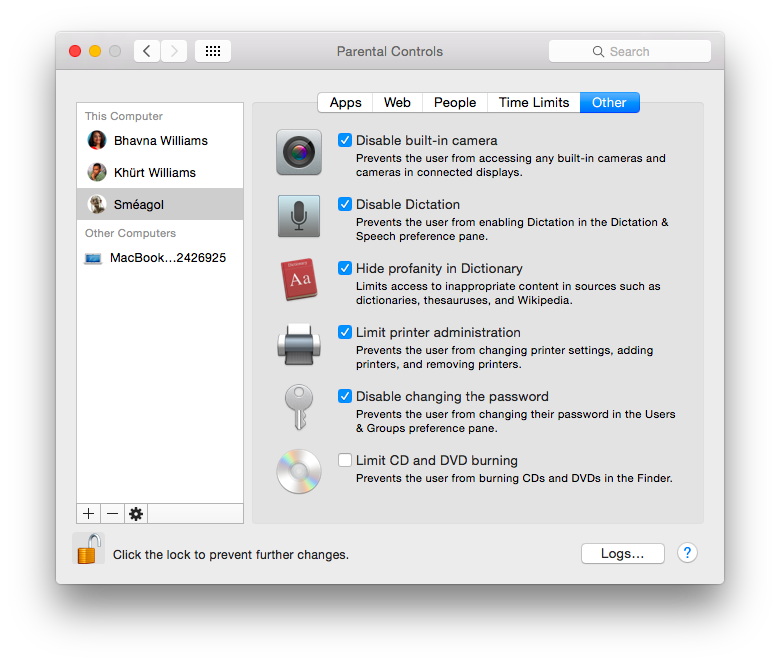 Parental Controls
Search
Apps
Web
People
Time Limits
Other
This Computer
Bhavna Williams
Khürt Williams
Sméagol
Other Computers
MacBook...2426925
Disable built-in camera
Prevents the user from accessing any built-in cameras and
cameras in connected displays.
Disable Dictation
Prevents the user from enabling Dictation in the Dictation &
Speech preference pane.
Dictionary
Aa
Hide profanity in Dictionary
Limits access to inappropriate content in sources such as
dictionaries, thesauruses, and Wikipedia.
Limit printer administration
Prevents the user from changing printer settings, adding
printers, and removing printers.
Disable changing the password
Prevents the user from changing their password in the Users
& Groups preference pane.
Limit CD and DVD burning
Prevents the user from burning CDs and DVDs in the Finder.
Click the lock to prevent further changes.
Logs...
?